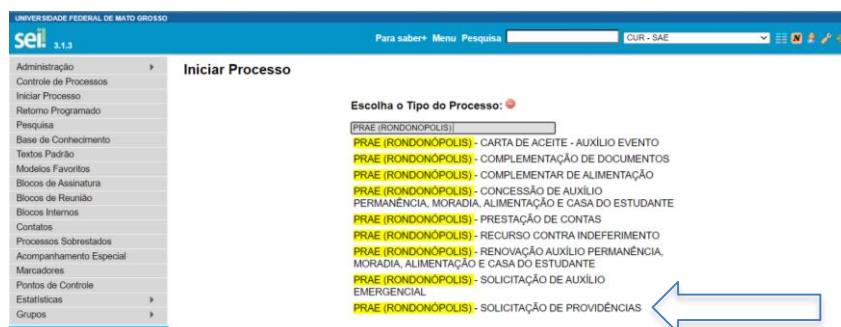 UNIVERSIDADE FEDERAL DE MATO GROSSO
sei! 3.1.3
Para saber+ Menu Pesquisa
CUR - SAE
N
Administração
Controle de Processos
Iniciar Processo
Retorno Programado
Pesquisa
Base de Conhecimento
Textos Padrão
Modelos Favoritos
Blocos de Assinatura
Blocos de Reunião
Blocos Internos
Contatos
Processos Sobrestados
Acompanhamento Especial
Marcadores
Pontos de Controle
Estatísticas
Grupos
Iniciar Processo
Escolha o Tipo do Processo:
PRAE (RONDONOPOLIS)
PRAE (RONDONÓPOLIS) - CARTA DE ACEITE - AUXÍLIO EVENTO
PRAE (RONDONÓPOLIS) - COMPLEMENTAÇÃO DE DOCUMENTOS
PRAE (RONDONÓPOLIS) - COMPLEMENTAR DE ALIMENTAÇÃO
PRAE (RONDONÓPOLIS) - CONCESSÃO DE AUXÍLIO
PERMANÊNCIA, MORADIA, ALIMENTAÇÃO E CASA DO ESTUDANTE
PRAE (RONDONÓPOLIS) - PRESTAÇÃO DE CONTAS
PRAE (RONDONÓPOLIS) - RECURSO CONTRA INDEFERIMENTO
PRAE (RONDONÓPOLIS) - RENOVAÇÃO AUXÍLIO PERMANÊNCIA,
MORADIA, ALIMENTAÇÃO E CASA DO ESTUDANTE
PRAE (RONDONÓPOLIS) - SOLICITAÇÃO DE AUXÍLIO
EMERGENCIAL
PRAE (RONDONÓPOLIS) - SOLICITAÇÃO DE PROVIDÊNCIAS